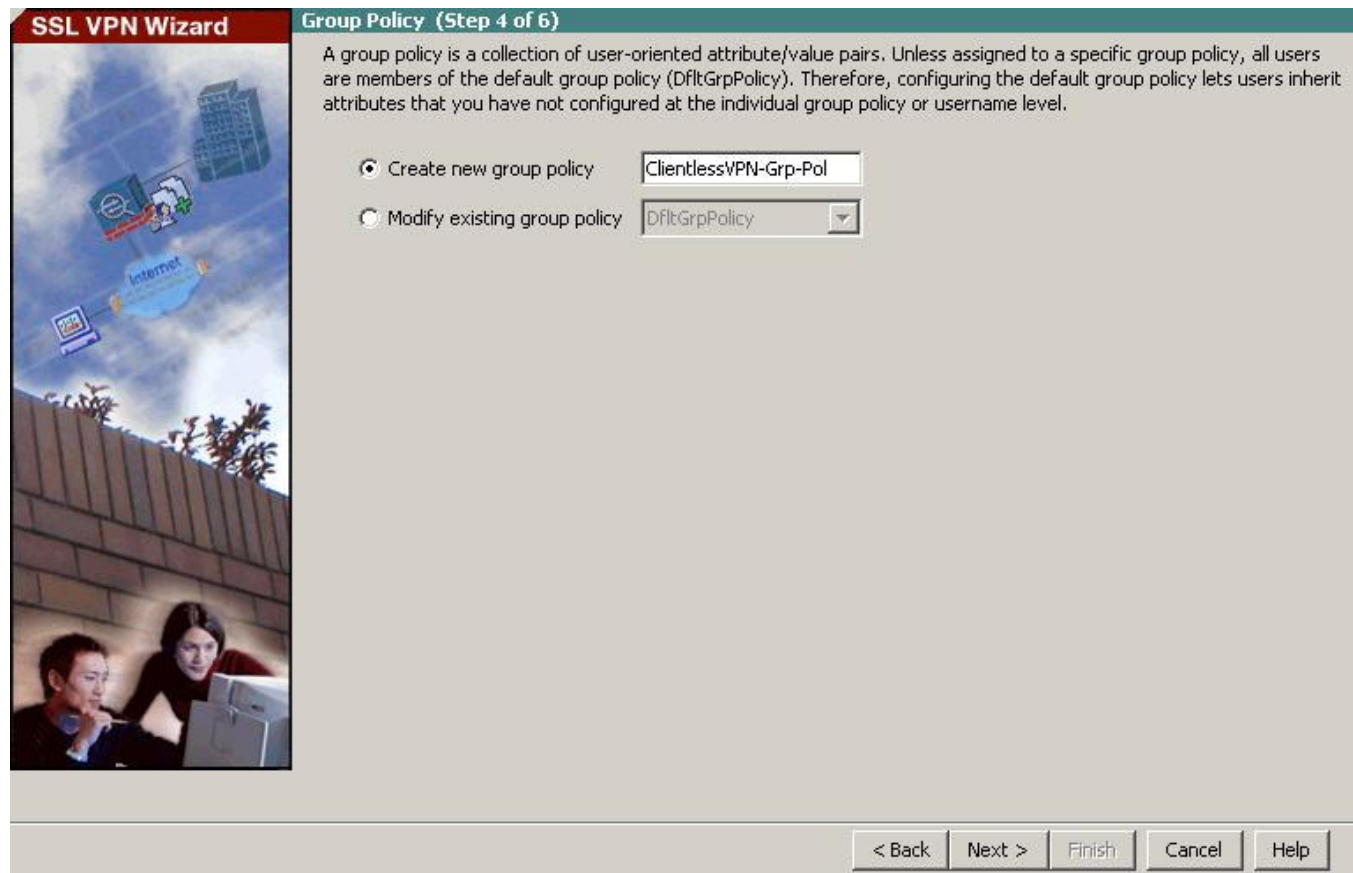 SSL VPN Wizard
Group Policy (Step 4 of 6)
A group policy is a collection of user-oriented attribute/value pairs. Unless assigned to a specific group policy, all users
are members of the default group policy (DfltGrpPolicy). Therefore, configuring the default group policy lets users inherit
attributes that you have not configured at the individual group policy or username level.
Create new group policy ClientlessVPN-Grp-Pol
Modify existing group policy DfltGrpPolicy
Internet
< Back Next > Finish Cancel Help